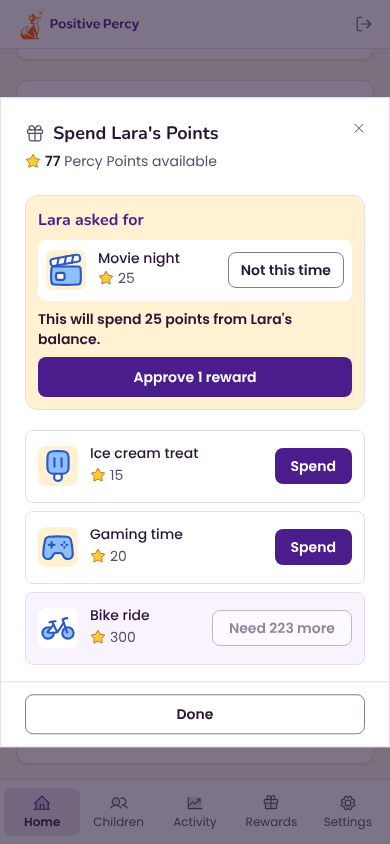 Positive Percy
Spend Lara's Points
77 Percy Points available
Lara asked for
Movie night
25
Not this time
This will spend 25 points from Lara's
balance.
Approve 1 reward
Ice cream treat
15
Spend
Gaming time
20
Spend
Bike ride
300
Need 223 more
Done
Home
Children
Activity
Rewards
Settings